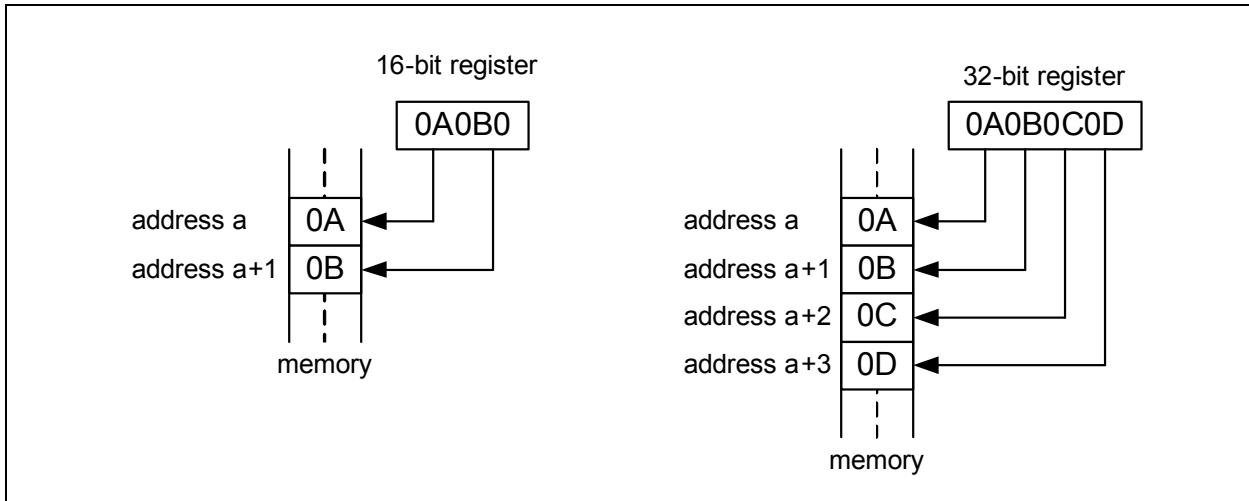 16-bit register
0A0B0
address a 0A
address a+1 0B
memory
32-bit register
0A0B0C0D
address a 0A
address a+1 0B
address a+2 0C
address a+3 0D
memory